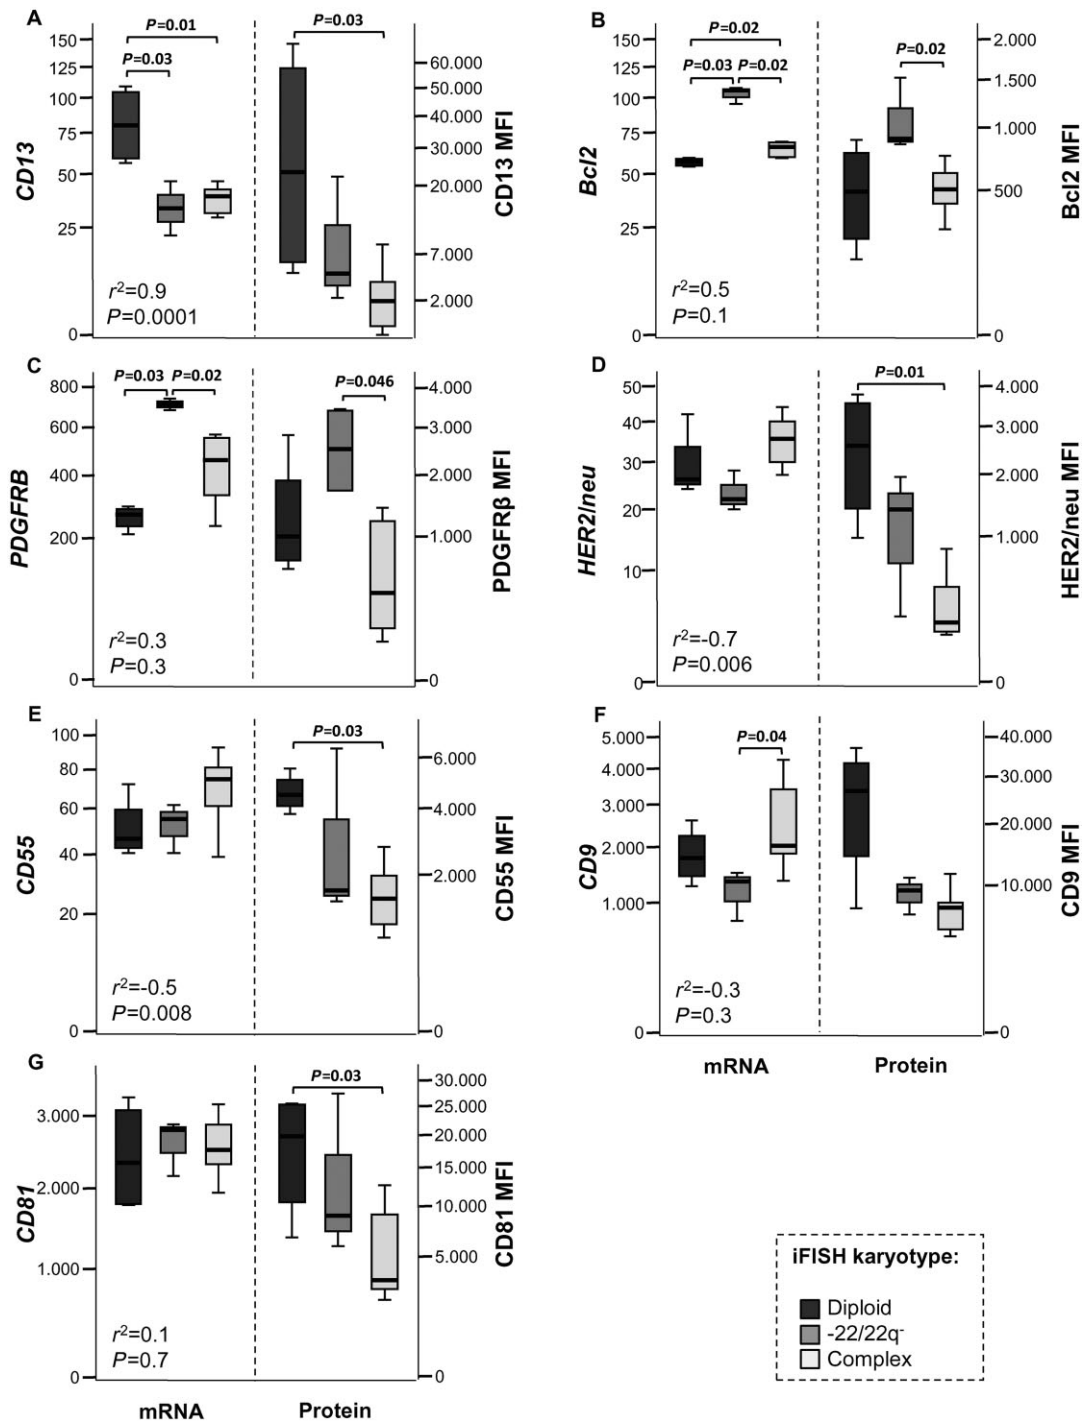 A
P=0.01
P=0.03
P=0.03
150
125
100
75
50
25
0
CD13
r²=0.9
P=0.0001
60.000
50.000
40.000
30.000
20.000
7.000
2.000
CD13 MFI
B
P=0.02
P=0.03
P=0.02
P=0.02
150
125
100
75
50
25
0
Bcl2
r²=0.5
P=0.1
2.000
1.500
1.000
500
0
Bcl2 MFI
C
P=0.03
P=0.02
P=0.046
800
600
400
200
0
PDGFRB
r²=0.3
P=0.3
4.000
3.000
2.000
1.000
0
PDGFRβ MFI
D
P=0.01
50
40
30
20
10
0
HER2/neu
r²=-0.7
P=0.006
4.000
3.000
2.000
1.000
0
HER2/neu MFI
E
P=0.03
100
80
60
40
20
0
CD55
r²=-0.5
P=0.008
6.000
4.000
2.000
0
CD55 MFI
F
P=0.04
5.000
4.000
3.000
2.000
1.000
0
CD9
r²=-0.3
P=0.3
40.000
30.000
20.000
10.000
0
CD9 MFI
mRNA
Protein
G
P=0.03
3.000
2.000
1.000
0
CD81
r²=0.1
P=0.7
30.000
25.000
20.000
15.000
10.000
5.000
0
CD81 MFI
mRNA
Protein
iFISH karyotype:
Diploid
-22/22q⁻
Complex